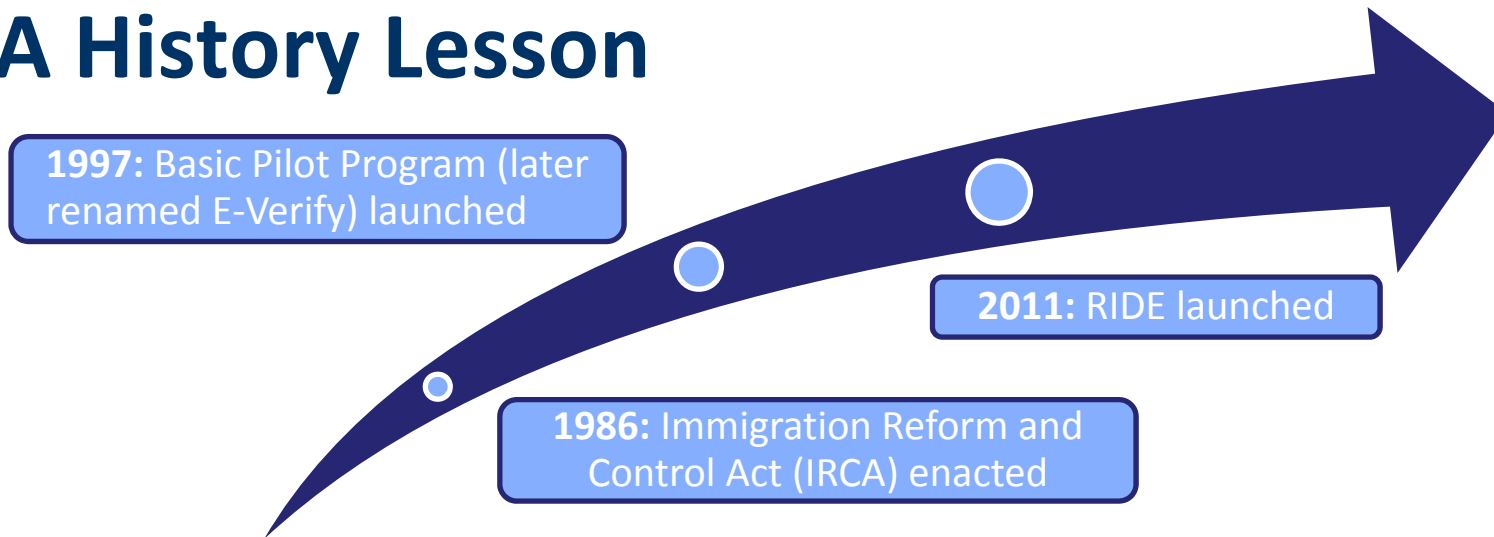 A History Lesson
1997: Basic Pilot Program (later
renamed E-Verify) launched
2011: RIDE launched
1986: Immigration Reform and
Control Act (IRCA) enacted